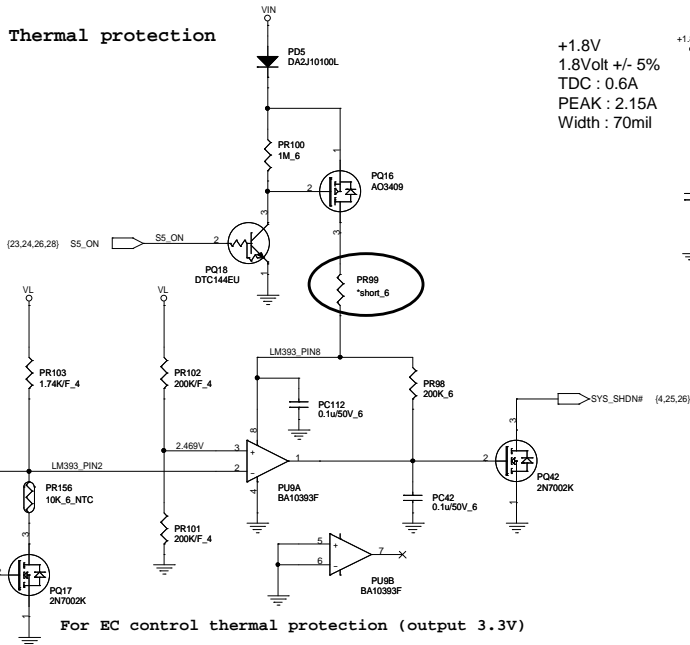 Thermal protection
VIN
PD5
DA2J10100L
+1.8V
1.8Volt +/- 5%
TDC : 0.6A
PEAK : 2.15A
Width : 70mil
PR100
1M_6
1
PQ16
AO3409
2
3
3
{23,24,26,28} S5_ON
S5_ON
2
PQ18
DTC144EU
1
PR99
*short_6
VL
VL
LM393_PIN8
PR103
1.74K/F_4
PR102
200K/F_4
PR98
200K_6
PC112
0.1u/50V_6
SYS_SHDN# {4,25,26}
3
2.469V
3
8
1
2
LM393_PIN2
2
4
PU9A
BA10393F
PQ42
2N7002K
1
PR156
10K_6_NTC
PC42
0.1u/50V_6
3
PR101
200K/F_4
5
6
7
PU9B
BA10393F
PQ17
2N7002K
1
For EC control thermal protection (output 3.3V)